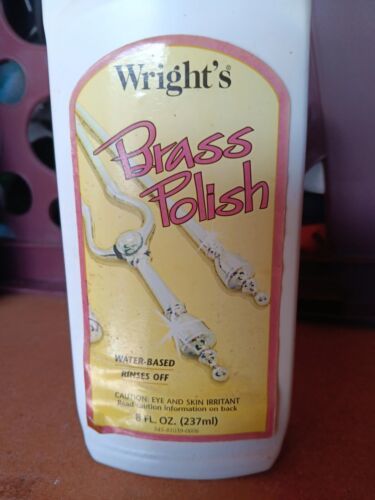 Wright's®
Brass
Polish
WATER-BASED
RINSES OFF
CAUTION: EYE AND SKIN IRRITANT
Read caution information on back
8 FL. OZ. (237ml)